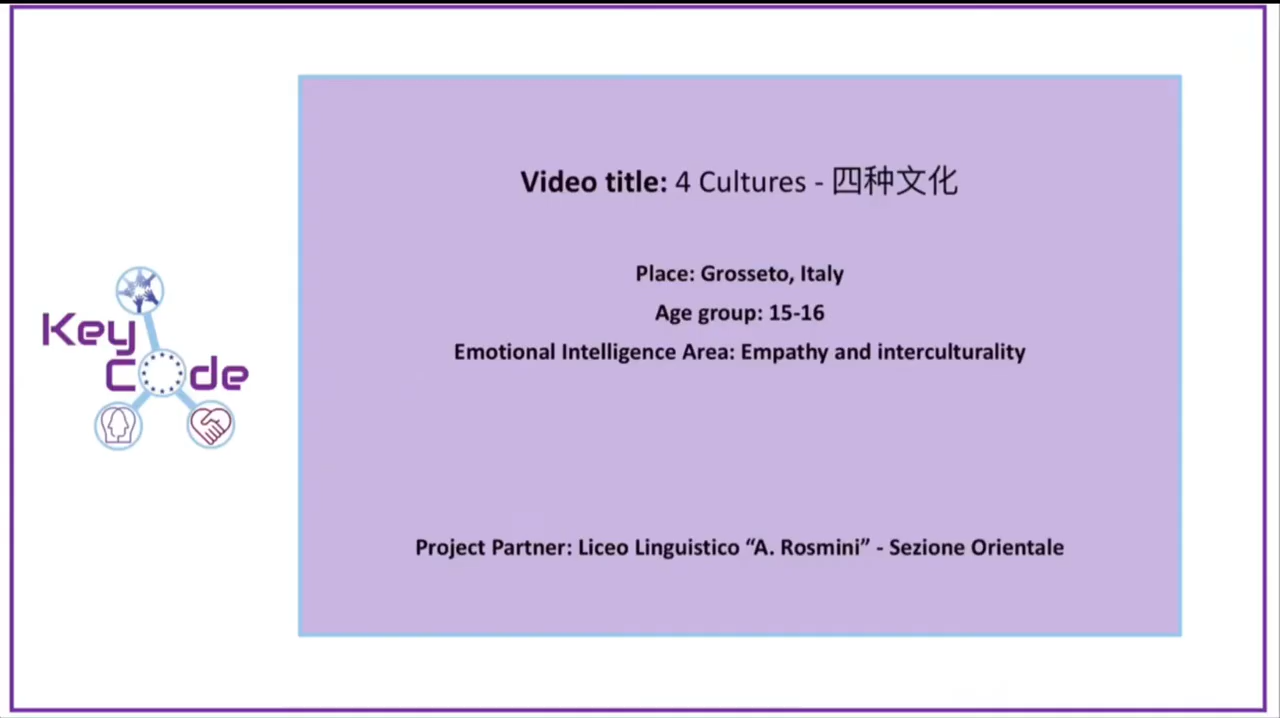 Key
Code
Video title: 4 Cultures - 四种文化
Place: Grosseto, Italy
Age group: 15-16
Emotional Intelligence Area: Empathy and interculturality
Project Partner: Liceo Linguistico “A. Rosmini” - Sezione Orientale